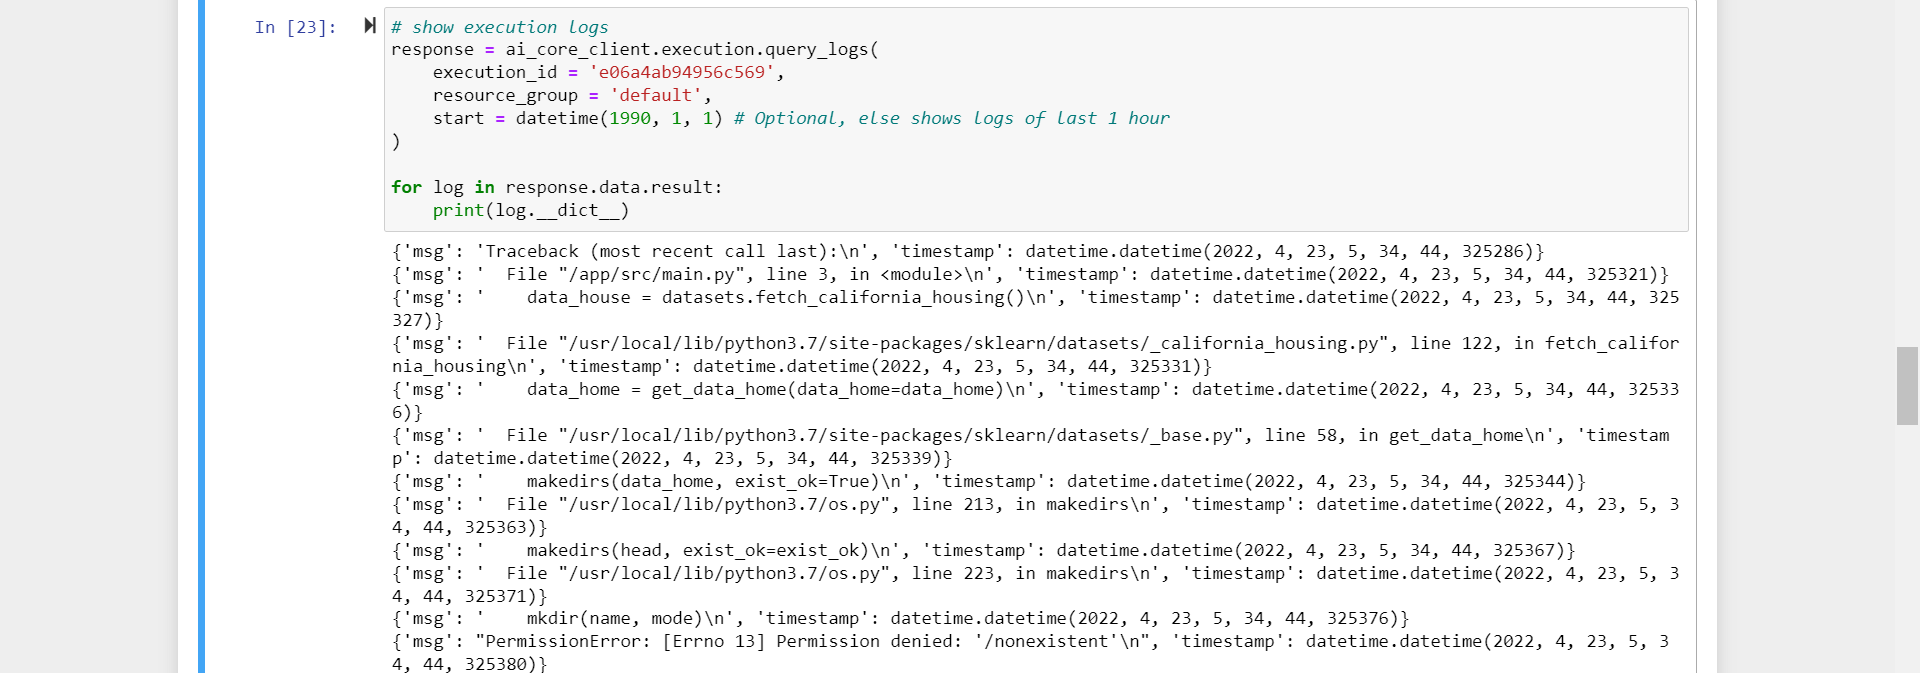 In [23]:
# show execution logs
response = ai_core_client.execution.query_logs(
    execution_id = 'e06a4ab94956c569',
    resource_group = 'default',
    start = datetime(1990, 1, 1) # Optional, else shows logs of last 1 hour
)
for log in response.data.result:
    print(log.__dict__)
{'msg': 'Traceback (most recent call last):\n', 'timestamp': datetime.datetime(2022, 4, 23, 5, 34, 44, 325286)}
{'msg': '  File "/app/src/main.py", line 3, in <module>\n', 'timestamp': datetime.datetime(2022, 4, 23, 5, 34, 44, 325321)}
{'msg': '    data_house = datasets.fetch_california_housing()\n', 'timestamp': datetime.datetime(2022, 4, 23, 5, 34, 44, 325
327)}
{'msg': '  File "/usr/local/lib/python3.7/site-packages/sklearn/datasets/_california_housing.py", line 122, in fetch_califor
nia_housing\n', 'timestamp': datetime.datetime(2022, 4, 23, 5, 34, 44, 325331)}
{'msg': '    data_home = get_data_home(data_home=data_home)\n', 'timestamp': datetime.datetime(2022, 4, 23, 5, 34, 44, 32533
6)}
{'msg': '  File "/usr/local/lib/python3.7/site-packages/sklearn/datasets/_base.py", line 58, in get_data_home\n', 'timestam
p': datetime.datetime(2022, 4, 23, 5, 34, 44, 325339)}
{'msg': '    makedirs(data_home, exist_ok=True)\n', 'timestamp': datetime.datetime(2022, 4, 23, 5, 34, 44, 325344)}
{'msg': '  File "/usr/local/lib/python3.7/os.py", line 213, in makedirs\n', 'timestamp': datetime.datetime(2022, 4, 23, 5, 3
4, 44, 325363)}
{'msg': '    makedirs(head, exist_ok=exist_ok)\n', 'timestamp': datetime.datetime(2022, 4, 23, 5, 34, 44, 325367)}
{'msg': '  File "/usr/local/lib/python3.7/os.py", line 223, in makedirs\n', 'timestamp': datetime.datetime(2022, 4, 23, 5, 3
4, 44, 325371)}
{'msg': '    mkdir(name, mode)\n', 'timestamp': datetime.datetime(2022, 4, 23, 5, 34, 44, 325376)}
{'msg': "PermissionError: [Errno 13] Permission denied: '/nonexistent'\n", 'timestamp': datetime.datetime(2022, 4, 23, 5, 3
4, 44, 325380)}